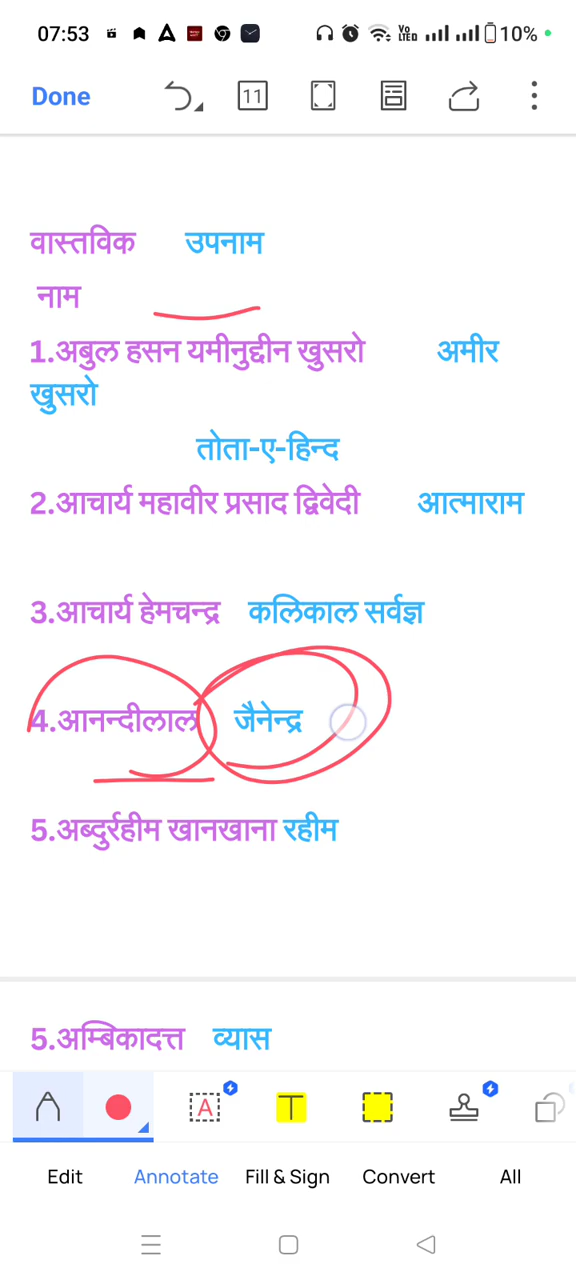 07:53 Vo LTED 10%
Done 11
वास्तविक उपनाम
नाम
1.अबुल हसन यमीनुद्दीन खुसरो अमीर
खुसरो
तोता-ए-हिन्द
2.आचार्य महावीर प्रसाद द्विवेदी आत्माराम
3.आचार्य हेमचन्द्र कलिकाल सर्वज्ञ
4.आनन्दीलाल जैनेन्द्र
5.अब्दुर्रहीम खानखाना रहीम
5.अम्बिकादत्त व्यास
A T
Edit Annotate Fill & Sign Convert All